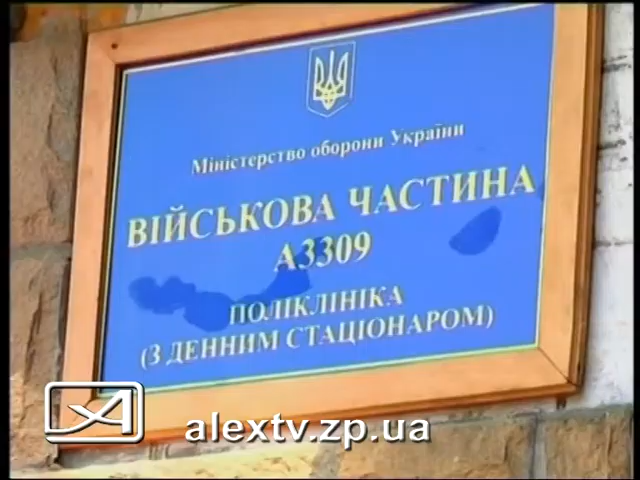 Міністерство оборони України
ВІЙСЬКОВА ЧАСТИНА
А3309
ПОЛІКЛІНІКА
(З ДЕННИМ СТАЦІОНАРОМ)
alextv.zp.ua